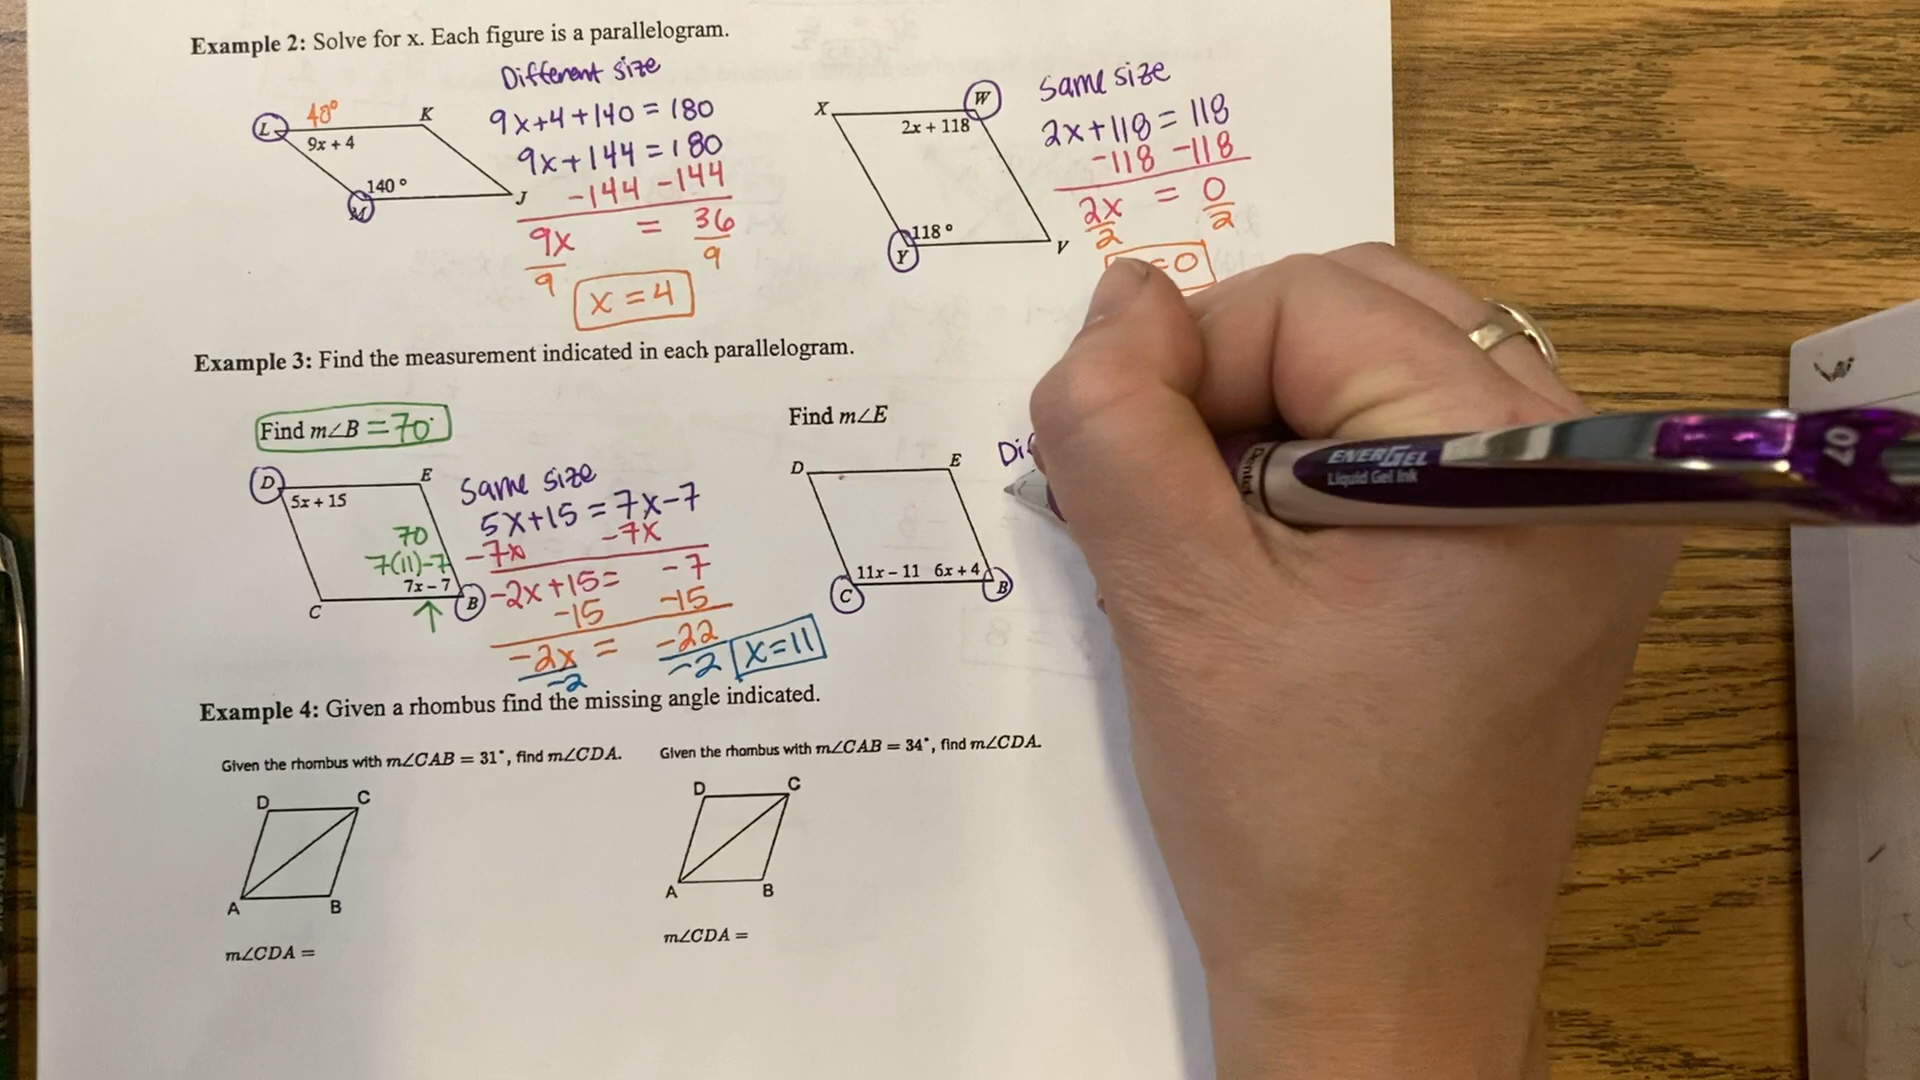 Example 2: Solve for x. Each figure is a parallelogram.
Different size
48°
L
K
9x + 4
140 °
M
J
9x+4+140 = 180
9x+144 = 180
-144 -144
9x = 36
9 9
x = 4
X
W
2x + 118
118 °
Y
V
Same size
2x+118 = 118
-118 -118
2x = 0
2 2
=0
Example 3: Find the measurement indicated in each parallelogram.
Find m∠B = 70°
D
E
5x + 15
70
7(11)-7
7x – 7
C
B
Same size
5x+15 = 7x-7
-7x -7x
-2x+15= -7
-15 -15
-2x = -22
-2 -2
x=11
Find m∠E
Di
D
E
11x – 11 6x + 4
C
B
Example 4: Given a rhombus find the missing angle indicated.
Given the rhombus with m∠CAB = 31°, find m∠CDA.
D
C
A
B
m∠CDA =
Given the rhombus with m∠CAB = 34°, find m∠CDA.
D
C
A
B
m∠CDA =
ENERGEL
Liquid Gel Ink
07